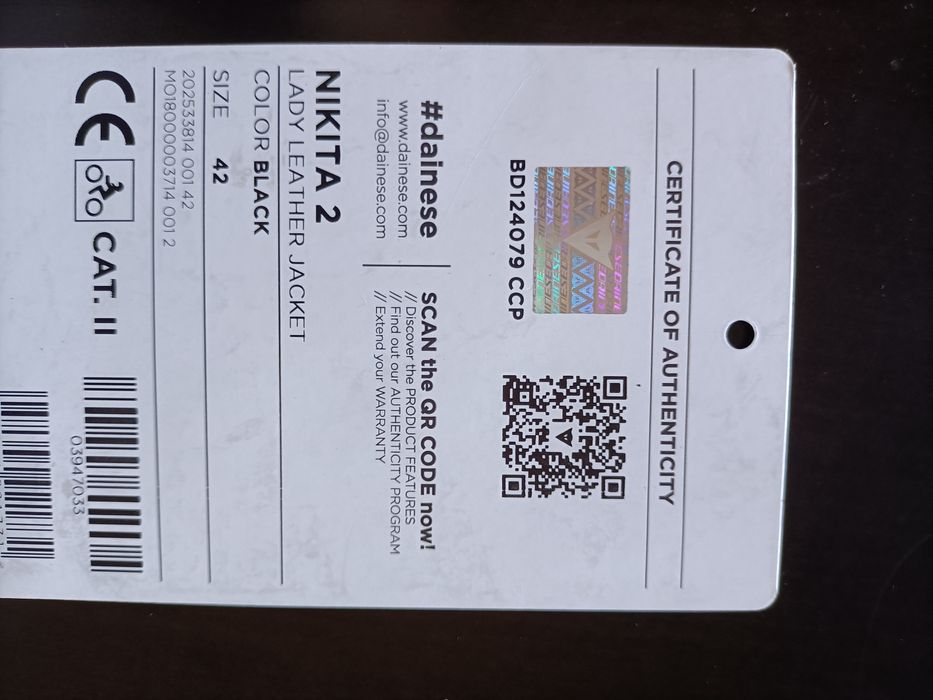 CERTIFICATE OF AUTHENTICITY
BD124079 CCP
#dainese
www.dainese.com
info@dainese.com
SCAN the QR CODE now!
// Discover the PRODUCT FEATURES
// Find out our AUTHENTICITY PROGRAM
// Extend your WARRANTY
NIKITA 2
LADY LEATHER JACKET
COLOR BLACK
SIZE 42
202533814 001 42
MO1800003714 001 2
CE CAT. II
03947033